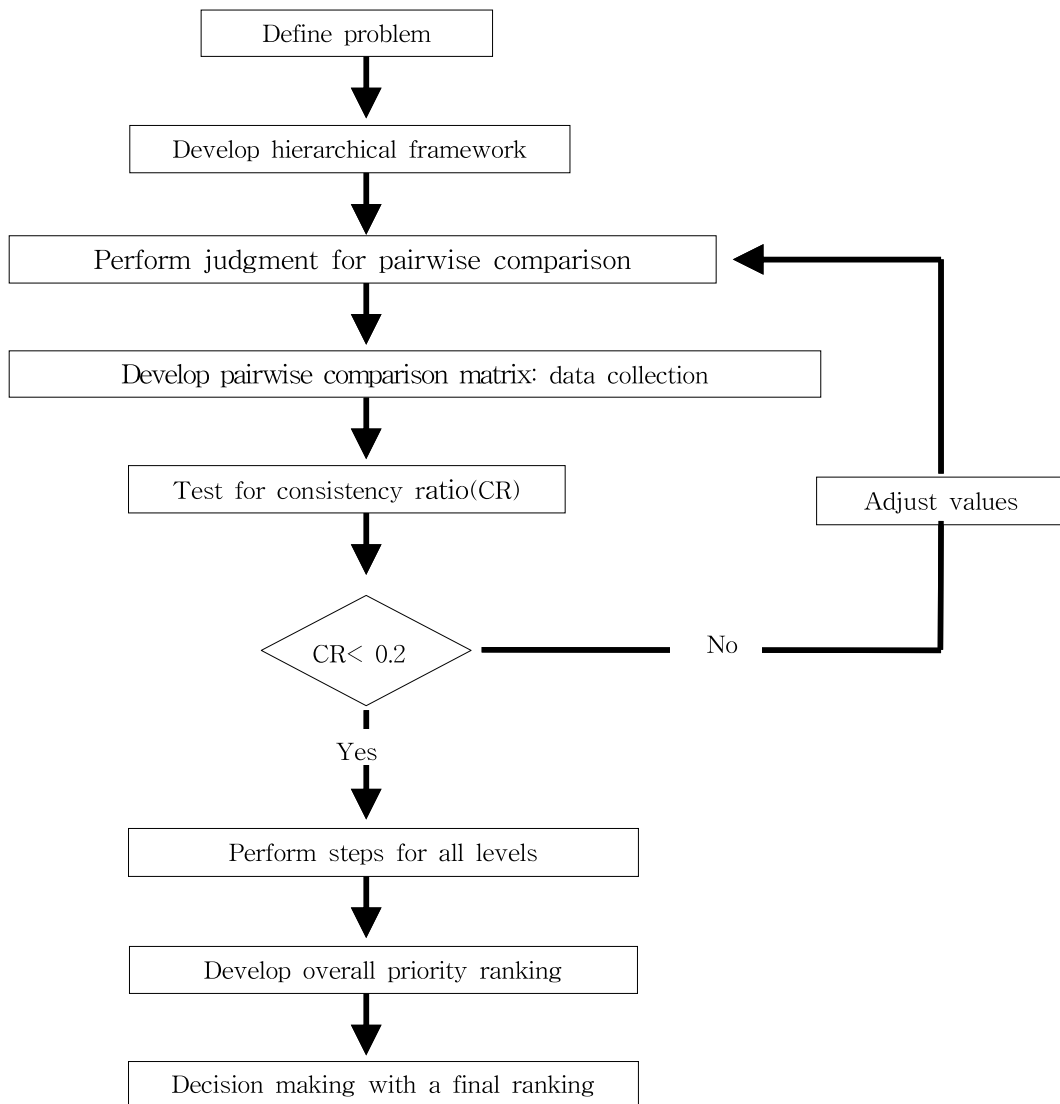 Define problem
Develop hierarchical framework
Perform judgment for pairwise comparison
Develop pairwise comparison matrix: data collection
Test for consistency ratio(CR)
Adjust values
CR< 0.2
No
Yes
Perform steps for all levels
Develop overall priority ranking
Decision making with a final ranking